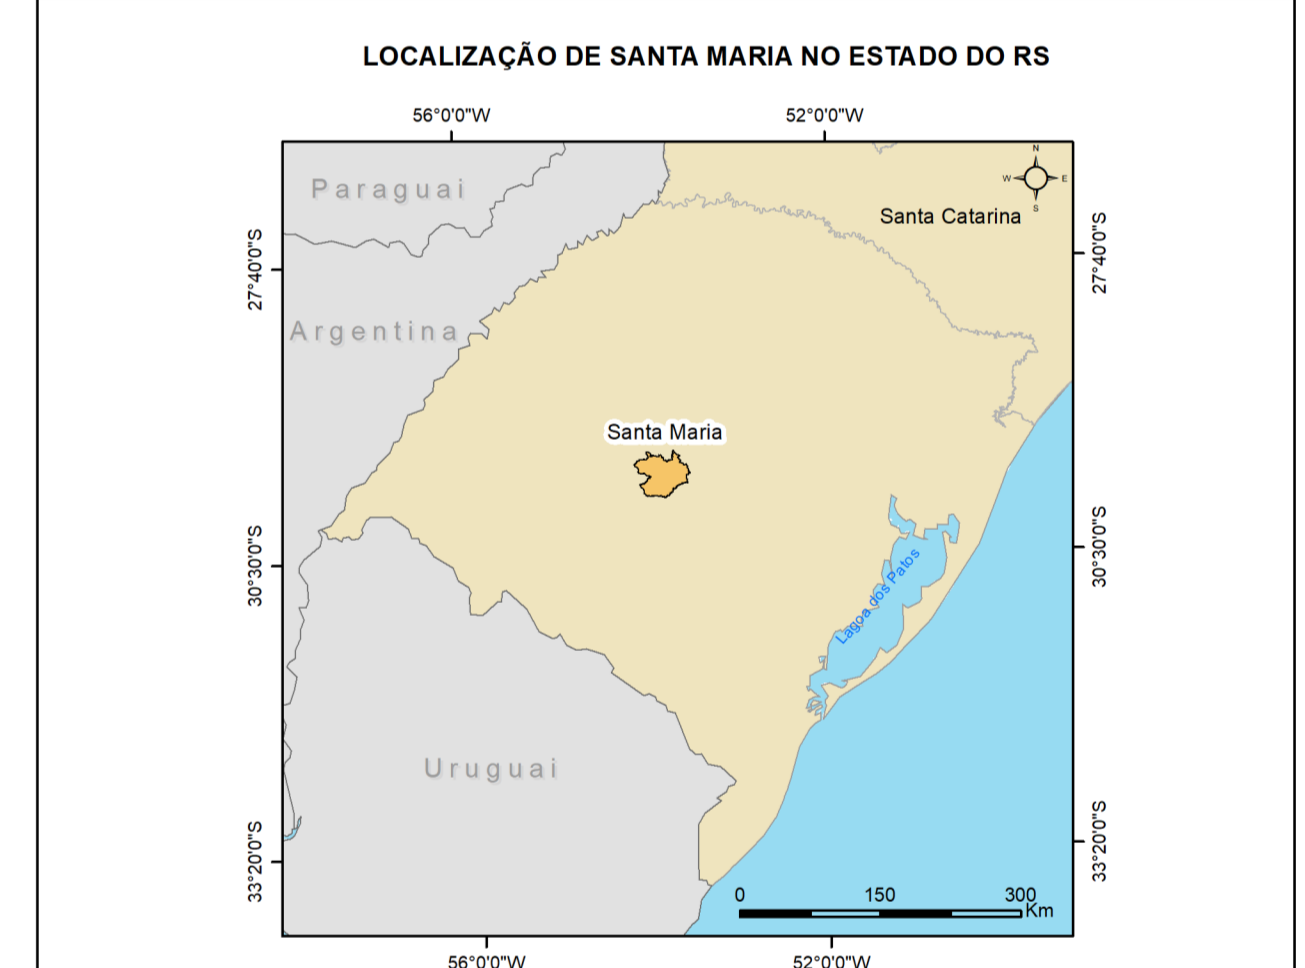 LOCALIZAÇÃO DE SANTA MARIA NO ESTADO DO RS
56°0'0"W
52°0'0"W
N
W
E
S
Paraguai
Santa Catarina
27°40'0"S
27°40'0"S
Argentina
Santa Maria
30°30'0"S
30°30'0"S
Lagoa dos Patos
Uruguai
33°20'0"S
33°20'0"S
0 150 300
Km
56°0'0"W
52°0'0"W